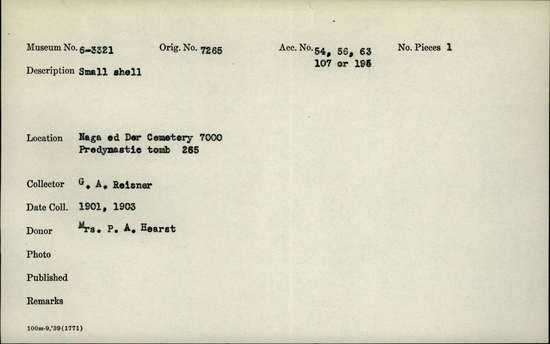 Museum No. 6-3321 Orig. No. 7265 Acc. No. 54, 56, 63 No. Pieces 1
107 or 195
Description Small shell
Location Naga ed Der Cemetery 7000
Predynastic tomb 265
Collector G. A. Reisner
Date Coll. 1901, 1903
Donor Mrs. P. A. Hearst
Photo
Published
Remarks
100m-9,'39(1771)